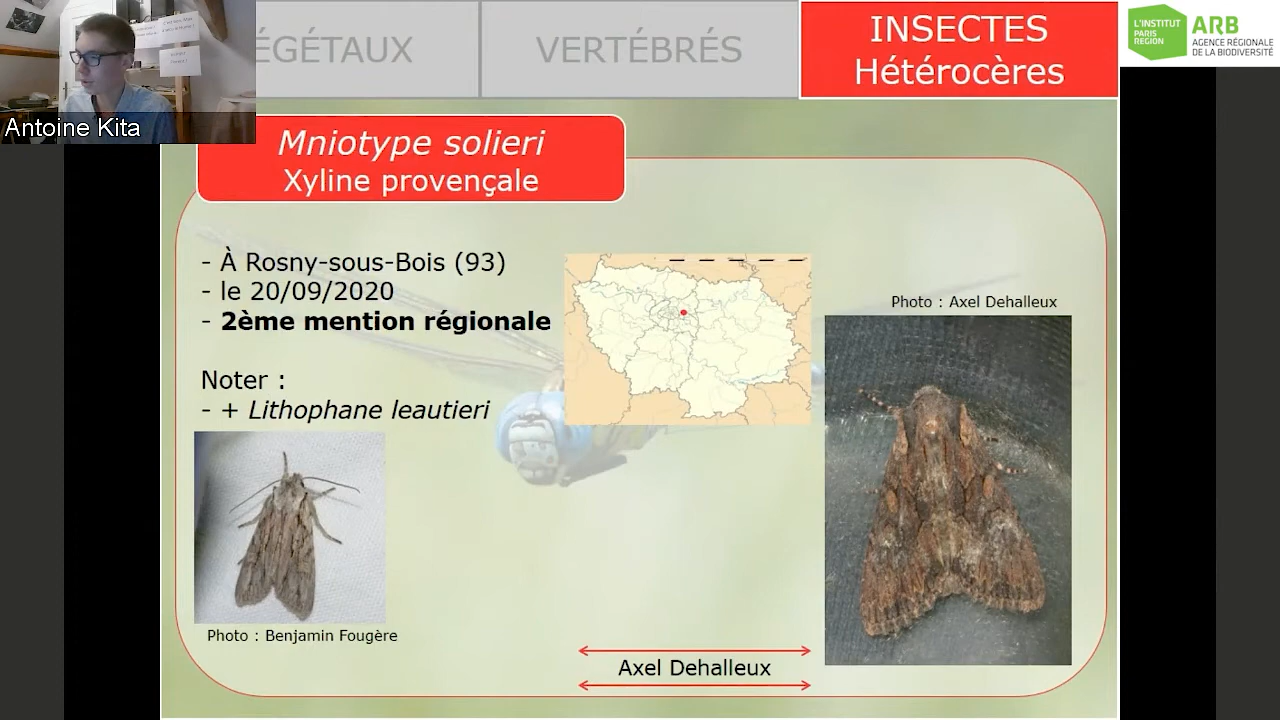 ÉGÉTAUX
VERTÉBRÉS
INSECTES
Hétérocères
L'INSTITUT
PARIS
REGION
ARB
AGENCE RÉGIONALE
DE LA BIODIVERSITÉ
Antoine Kita
Mniotype solieri
Xyline provençale
- À Rosny-sous-Bois (93)
- le 20/09/2020
- 2ème mention régionale
Noter :
- + Lithophane leautieri
Photo : Axel Dehalleux
Photo : Benjamin Fougère
Axel Dehalleux